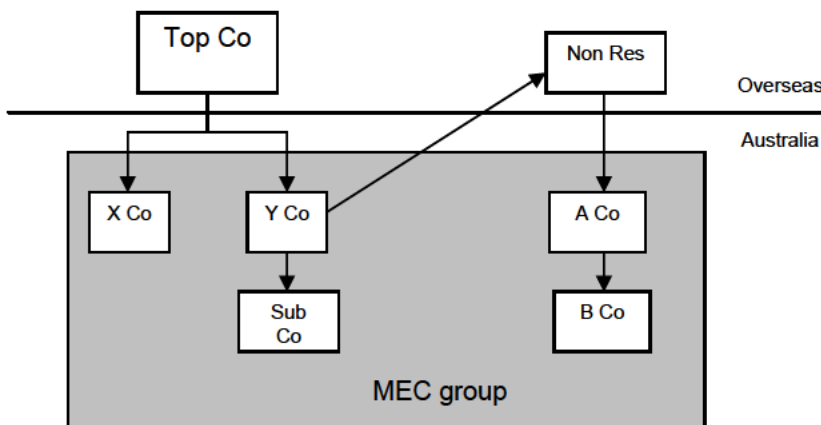 Top Co
Non Res
Overseas
Australia
X Co
Y Co
A Co
Sub
Co
B Co
MEC group